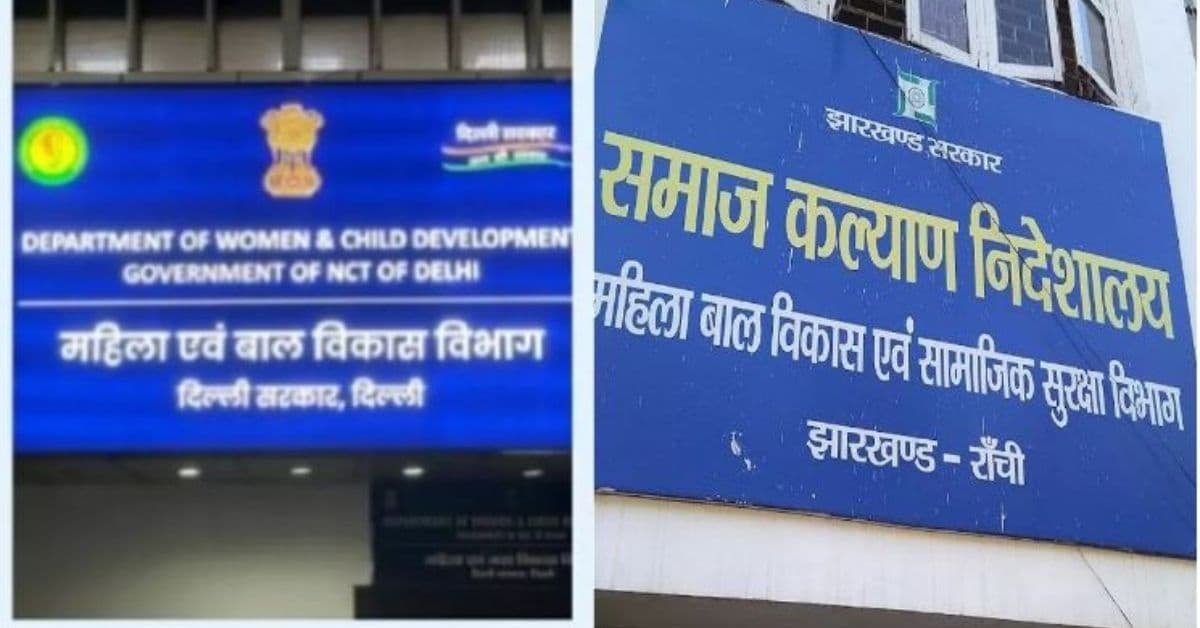 दिल्ली सरकार
DEPARTMENT OF WOMEN & CHILD DEVELOPMENT
GOVERNMENT OF NCT OF DELHI
महिला एवं बाल विकास विभाग
दिल्ली सरकार, दिल्ली
झारखण्ड सरकार
समाज कल्याण निदेशालय
महिला बाल विकास एवं सामाजिक सुरक्षा विभाग
झारखण्ड - राँची